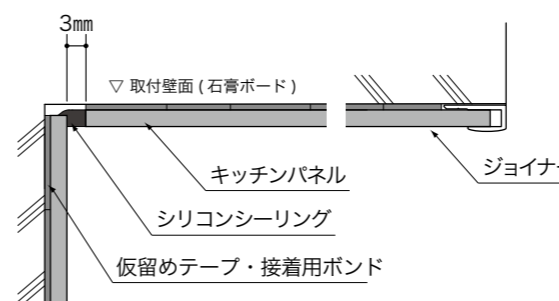 3㎜
▽ 取付壁面 ( 石膏ボード )
ジョイナー
キッチンパネル
シリコンシーリング
仮留めテープ・接着用ボンド